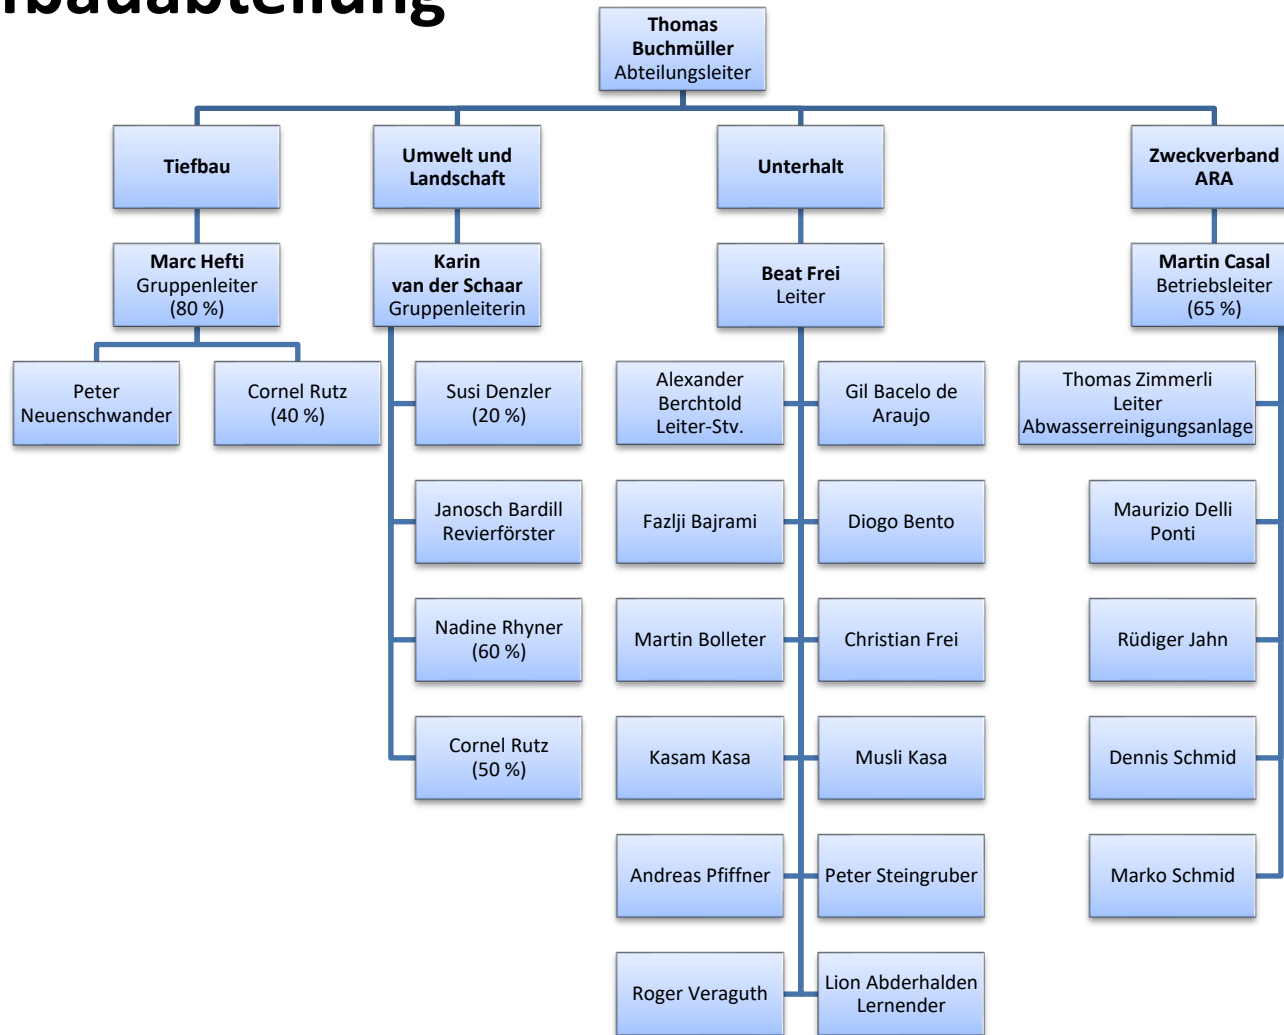 fbauabteilung
Thomas
Buchmüller
Abteilungsleiter
Tiefbau
Umwelt und
Landschaft
Unterhalt
Zweckverband
ARA
Marc Hefti
Gruppenleiter
(80 %)
Karin
van der Schaar
Gruppenleiterin
Beat Frei
Leiter
Martin Casal
Betriebsleiter
(65 %)
Peter
Neuenschwander
Cornel Rutz
(40 %)
Susi Denzler
(20 %)
Janosch Bardill
Revierförster
Nadine Rhyner
(60 %)
Cornel Rutz
(50 %)
Alexander
Berchtold
Leiter-Stv.
Gil Bacelo de
Araujo
Fazlji Bajrami
Diogo Bento
Martin Bolleter
Christian Frei
Kasam Kasa
Musli Kasa
Andreas Pfiffner
Peter Steingruber
Roger Veraguth
Lion Abderhalden
Lernender
Thomas Zimmerli
Leiter
Abwasserreinigungsanlage
Maurizio Delli
Ponti
Rüdiger Jahn
Dennis Schmid
Marko Schmid